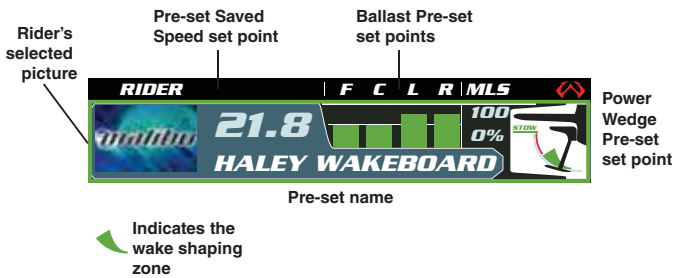 Rider's
selected
picture
Pre-set Saved
Speed set point
Ballast Pre-set
set points
RIDER
F C L R MLS
malibu
21.8
100
0%
STOW
HALEY WAKEBOARD
Power
Wedge
Pre-set
set point
Pre-set name
Indicates the
wake shaping
zone